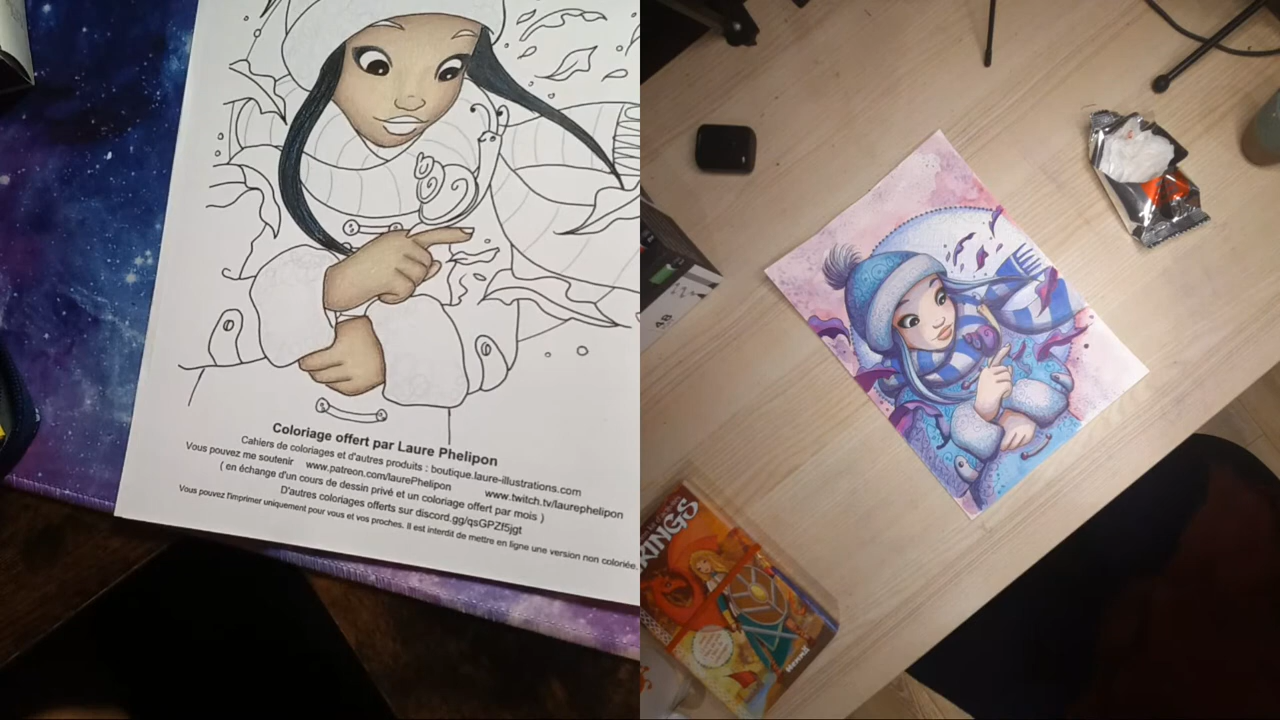 Coloriage offert par Laure Phelipon
Cahiers de coloriages et d'autres produits : boutique.laure-illustrations.com
Vous pouvez me soutenir www.patreon.com/laurePhelipon www.twitch.tv/laurephelipon
( en échange d'un cours de dessin privé et un coloriage offert par mois )
D'autres coloriages offerts sur discord.gg/qsGPZf5jgt
Vous pouvez l'imprimer uniquement pour vous et vos proches. Il est interdit de mettre en ligne une version non coloriée.
48